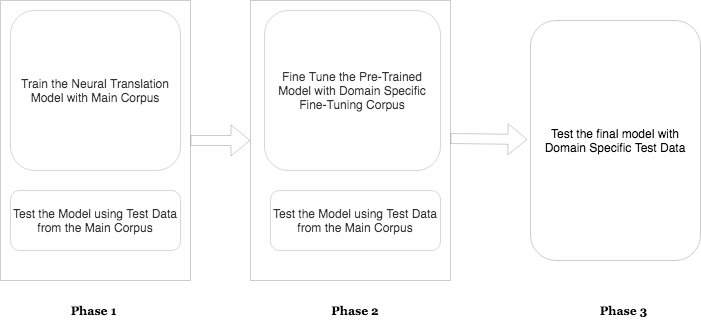 Train the Neural Translation
Model with Main Corpus
Test the Model using Test Data
from the Main Corpus
Fine Tune the Pre-Trained
Model with Domain Specific
Fine-Tuning Corpus
Test the Model using Test Data
from the Main Corpus
Test the final model with
Domain Specific Test Data
Phase 1
Phase 2
Phase 3